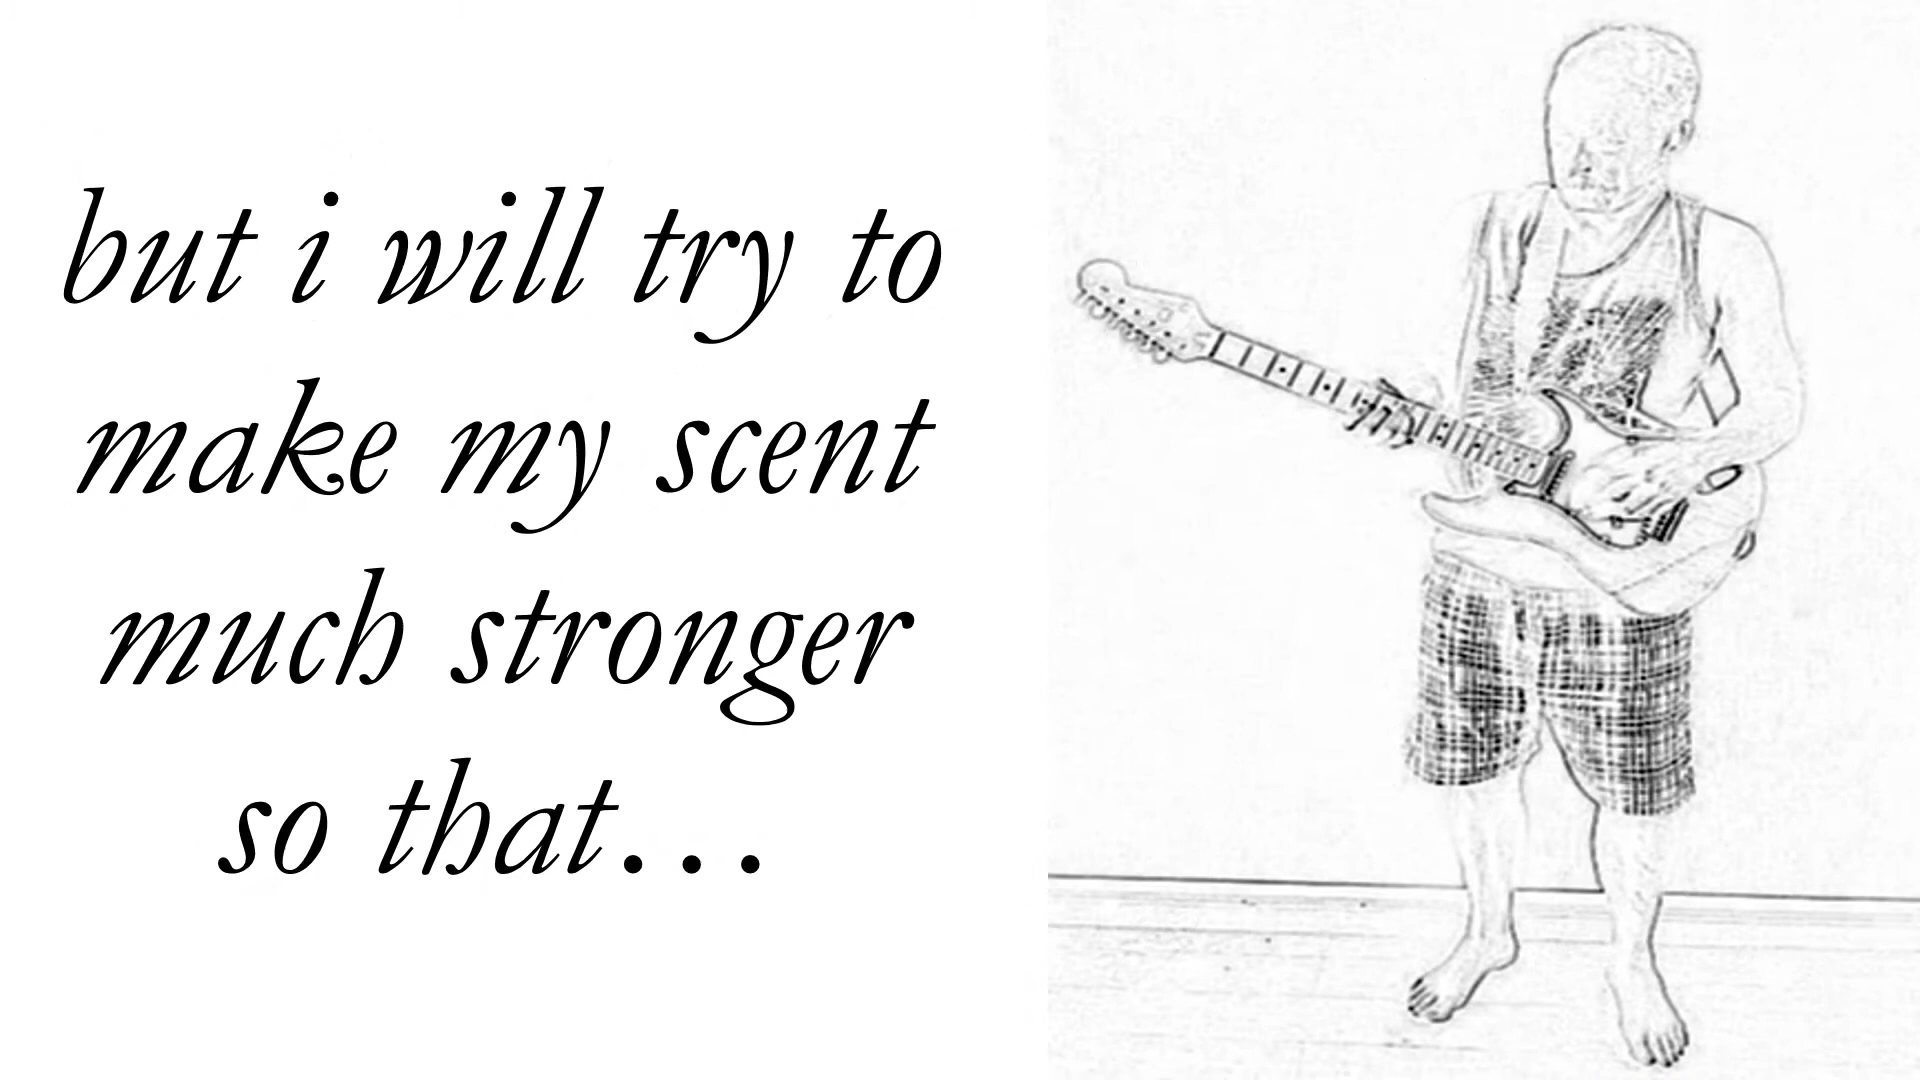 but i will try to
make my scent
much stronger
so that...